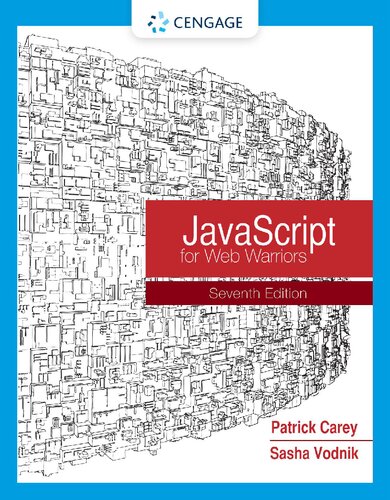 CENGAGE
JavaScript
for Web Warriors
Seventh Edition
Patrick Carey
Sasha Vodnik